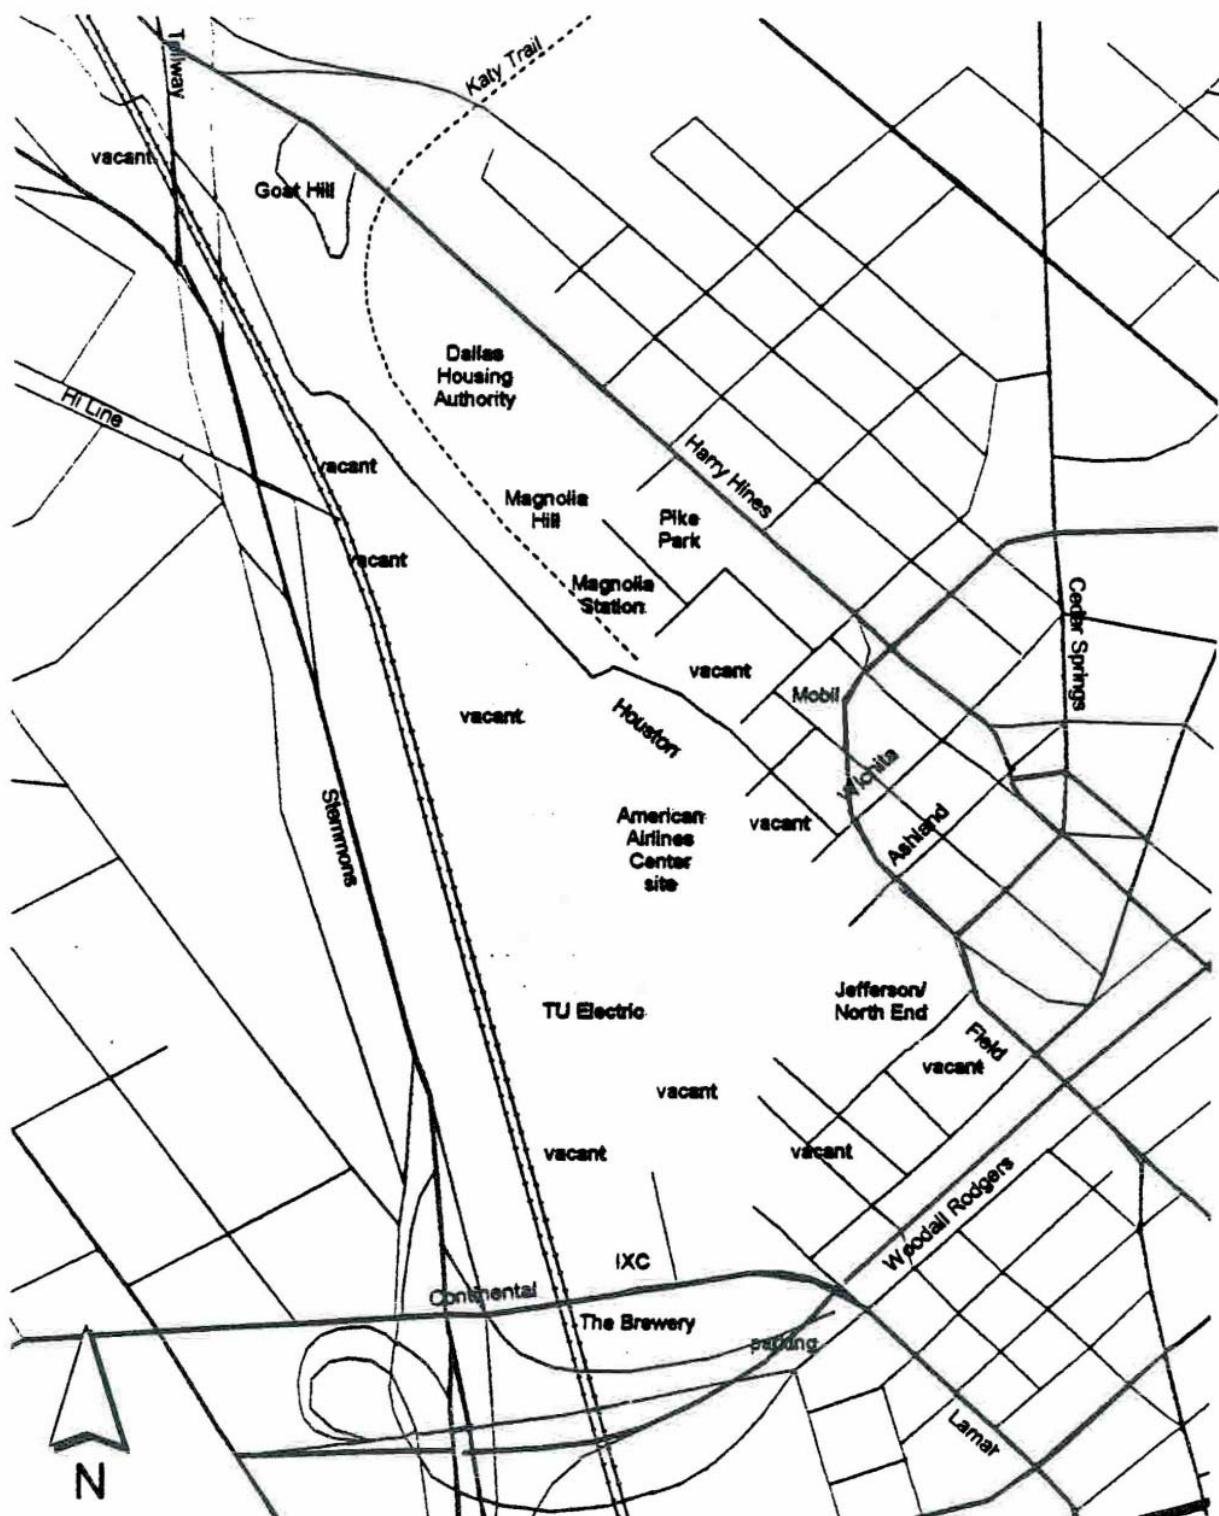 Tollway
Katy Trail
vacant
Goat Hill
Dallas
Housing
Authority
Hi Line
vacant
Harry Hines
Magnolia
Hill
Pike
Park
vacant
Magnolia
Station
Cedar Springs
vacant
Mobil
vacant
Houston
Wichita
Stemmons
American
Airlines
Center
site
vacant
Ashland
TU Electric
Jefferson/
North End
Field
vacant
vacant
vacant
vacant
Woodall Rodgers
IXC
Continental
The Brewery
parking
Lamar
N